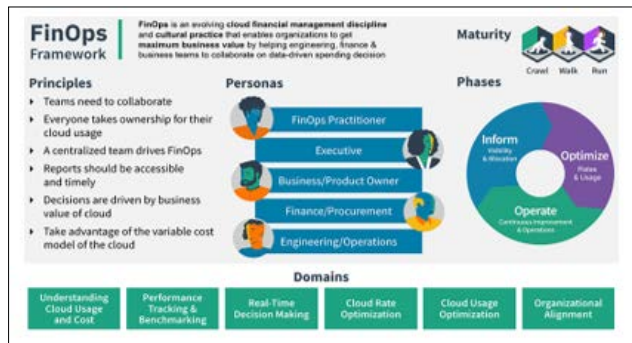 FinOps
Framework
FinOps is an evolving cloud financial management discipline
and cultural practice that enables organizations to get
maximum business value by helping engineering, finance &
business teams to collaborate on data-driven spending decision
Maturity
Crawl
Walk
Run
Principles
Teams need to collaborate
Everyone takes ownership for their
cloud usage
A centralized team drives FinOps
Reports should be accessible
and timely
Decisions are driven by business
value of cloud
Take advantage of the variable cost
model of the cloud
Personas
FinOps Practitioner
Executive
Business/Product Owner
Finance/Procurement
Engineering/Operations
Phases
Inform
Visibility
& Allocation
Optimize
Rates
& Usage
Operate
Continuous Improvement
& Operations
Domains
Understanding
Cloud Usage
and Cost
Performance
Tracking &
Benchmarking
Real-Time
Decision Making
Cloud Rate
Optimization
Cloud Usage
Optimization
Organizational
Alignment